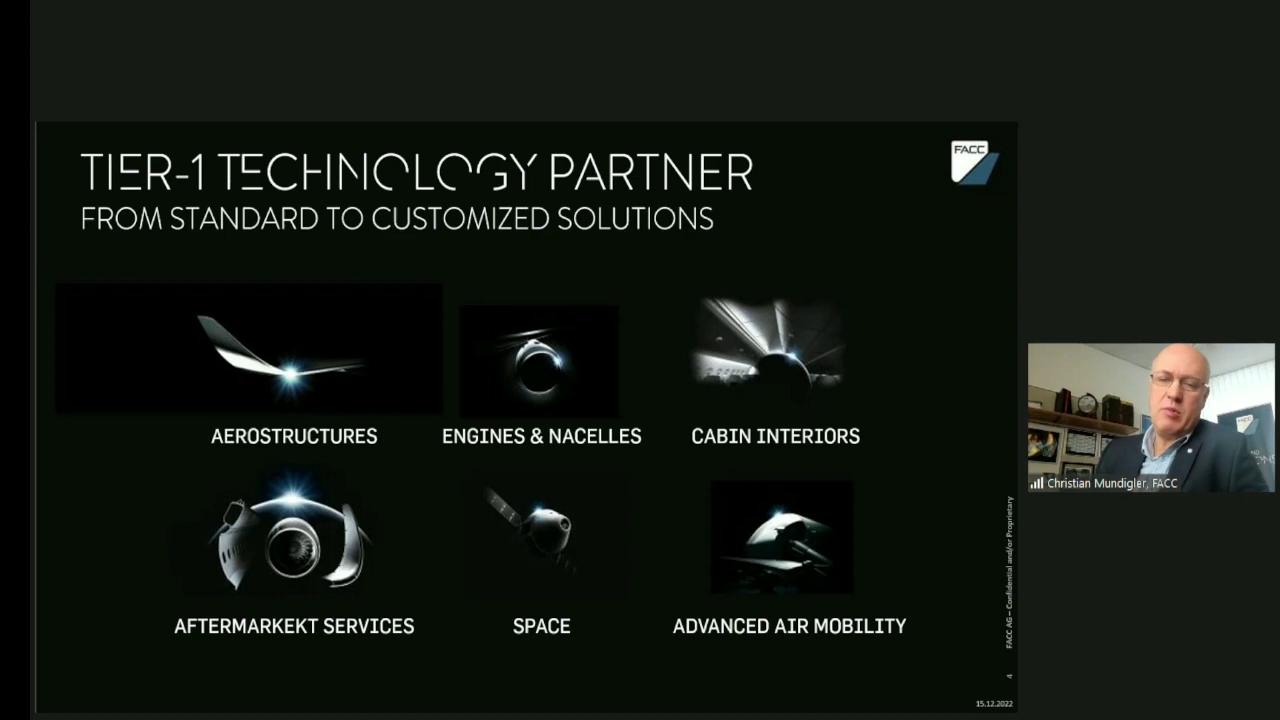 TIER-1 TECHNOLOGY PARTNER
FACC
FROM STANDARD TO CUSTOMIZED SOLUTIONS
AEROSTRUCTURES
ENGINES & NACELLES
CABIN INTERIORS
AFTERMARKEKT SERVICES
SPACE
ADVANCED AIR MOBILITY
FACC AG – Confidential and/or Proprietary
4
15.12.2022
FACC
Christian Mundigler, FACC